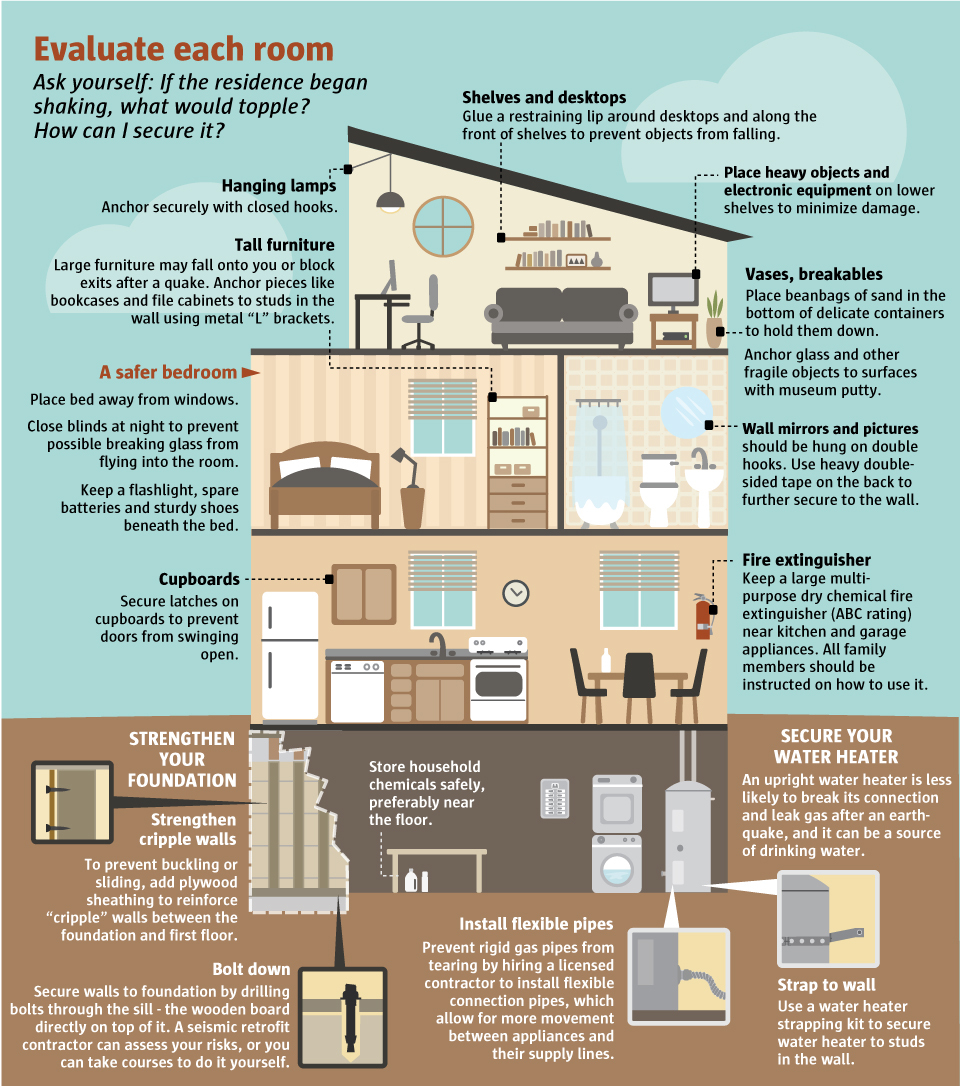 Evaluate each room
Ask yourself: If the residence began
shaking, what would topple?
How can I secure it?
Shelves and desktops
Glue a restraining lip around desktops and along the
front of shelves to prevent objects from falling.
Place heavy objects and
electronic equipment on lower
shelves to minimize damage.
Hanging lamps
Anchor securely with closed hooks.
Tall furniture
Large furniture may fall onto you or block
exits after a quake. Anchor pieces like
bookcases and file cabinets to studs in the
wall using metal “L” brackets.
Vases, breakables
Place beanbags of sand in the
bottom of delicate containers
to hold them down.
Anchor glass and other
fragile objects to surfaces
with museum putty.
A safer bedroom
Place bed away from windows.
Close blinds at night to prevent
possible breaking glass from
flying into the room.
Keep a flashlight, spare
batteries and sturdy shoes
beneath the bed.
Wall mirrors and pictures
should be hung on double
hooks. Use heavy double-
sided tape on the back to
further secure to the wall.
Cupboards
Secure latches on
cupboards to prevent
doors from swinging
open.
Fire extinguisher
Keep a large multi-
purpose dry chemical fire
extinguisher (ABC rating)
near kitchen and garage
appliances. All family
members should be
instructed on how to use it.
STRENGTHEN
YOUR
FOUNDATION
Strengthen
cripple walls
To prevent buckling or
sliding, add plywood
sheathing to reinforce
“cripple” walls between the
foundation and first floor.
Bolt down
Secure walls to foundation by drilling
bolts through the sill - the wooden board
directly on top of it. A seismic retrofit
contractor can assess your risks, or you
can take courses to do it yourself.
Store household
chemicals safely,
preferably near
the floor.
Install flexible pipes
Prevent rigid gas pipes from
tearing by hiring a licensed
contractor to install flexible
connection pipes, which
allow for more movement
between appliances and
their supply lines.
SECURE YOUR
WATER HEATER
An upright water heater is less
likely to break its connection
and leak gas after an earth-
quake, and it can be a source
of drinking water.
Strap to wall
Use a water heater
strapping kit to secure
water heater to studs
in the wall.